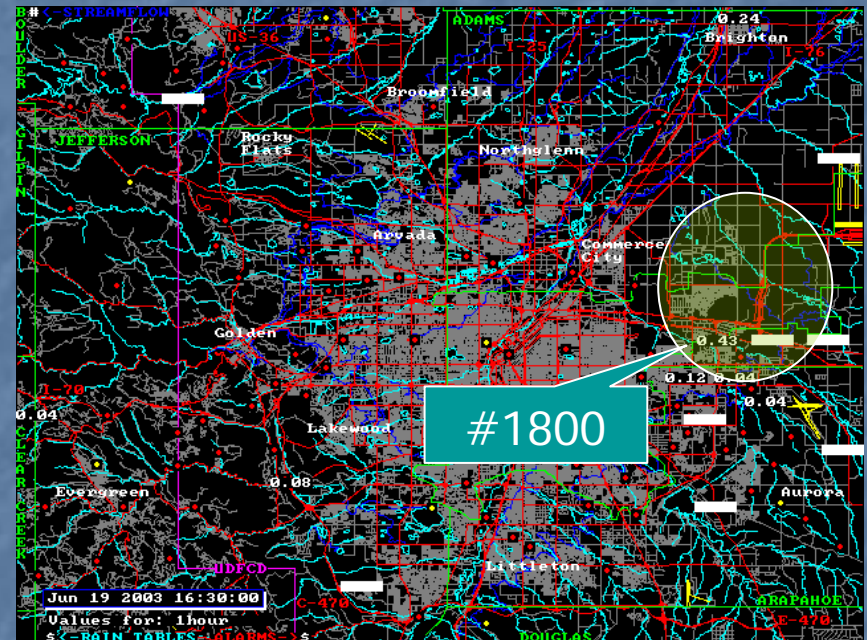 BOULDER
#<-STREAMFLOW
US-36
ADAMS
I-25
0.24
Brighton
I-76
Broomfield
GILPIN
JEFFERSON
Rocky
Flats
Northglenn
Arvada
Commerce
City
Golden
0.43
I-70
0.12 0.04
0.04
0.04
#1800
Lakewood
CLEAR CREEK
Evergreen
0.08
Aurora
UDFCD
Littleton
Jun 19 2003 16:30:00
C-470
ARAPAHOE
Values for: 1hour
E-470
RAIN TABLES
ALARMS->
DOUGLAS